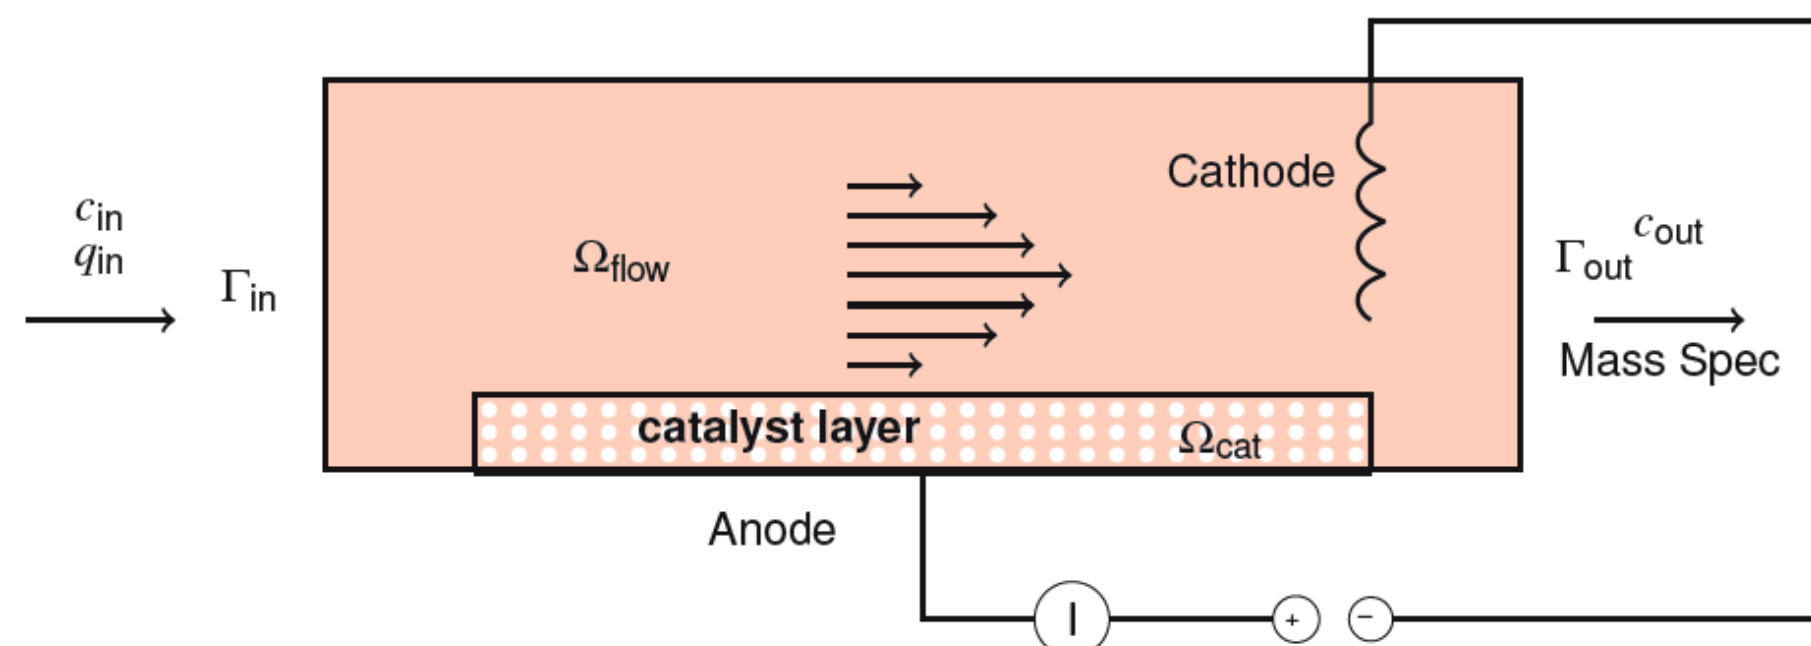 c_in
q_in
Γ_in
Ω_flow
Cathode
Γ_out
c_out
Mass Spec
catalyst layer
Ω_cat
Anode
I
+
−